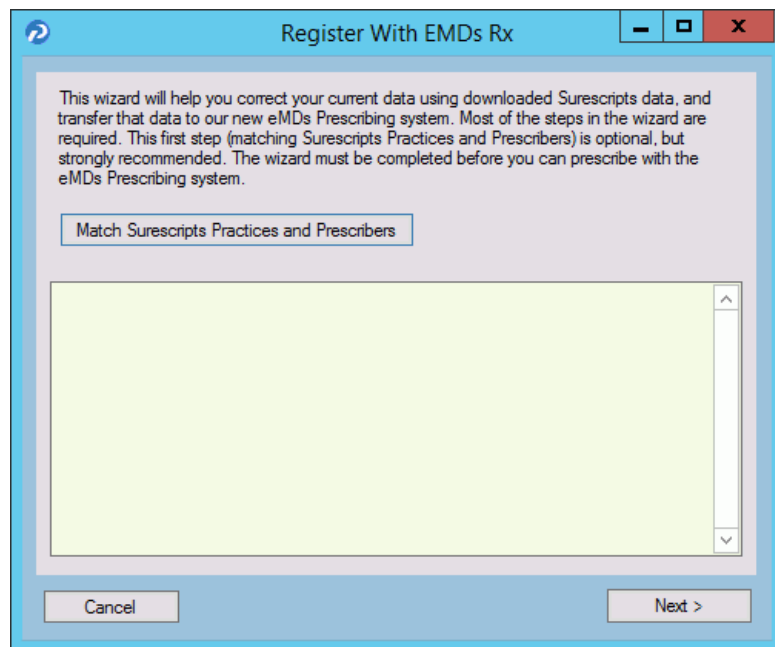 Register With EMDs Rx
This wizard will help you correct your current data using downloaded Surescripts data, and
transfer that data to our new eMDs Prescribing system. Most of the steps in the wizard are
required. This first step (matching Surescripts Practices and Prescribers) is optional, but
strongly recommended. The wizard must be completed before you can prescribe with the
eMDs Prescribing system.
Match Surescripts Practices and Prescribers
Cancel
Next >